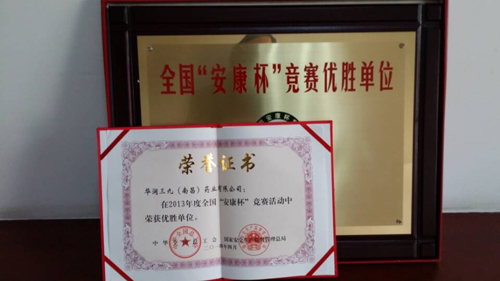 全国“安康杯”竞赛优胜单位
荣誉证书
华润三九（南昌）药业有限公司：
在2013年度全国“安康杯”竞赛活动中
荣获优胜单位。